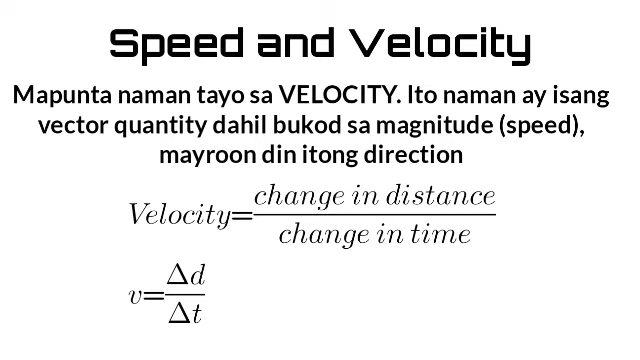 Speed and Velocity
Mapunta naman tayo sa VELOCITY. Ito naman ay isang
vector quantity dahil bukod sa magnitude (speed),
mayroon din itong direction
Velocity=change in distance/change in time
v=Δd/Δt